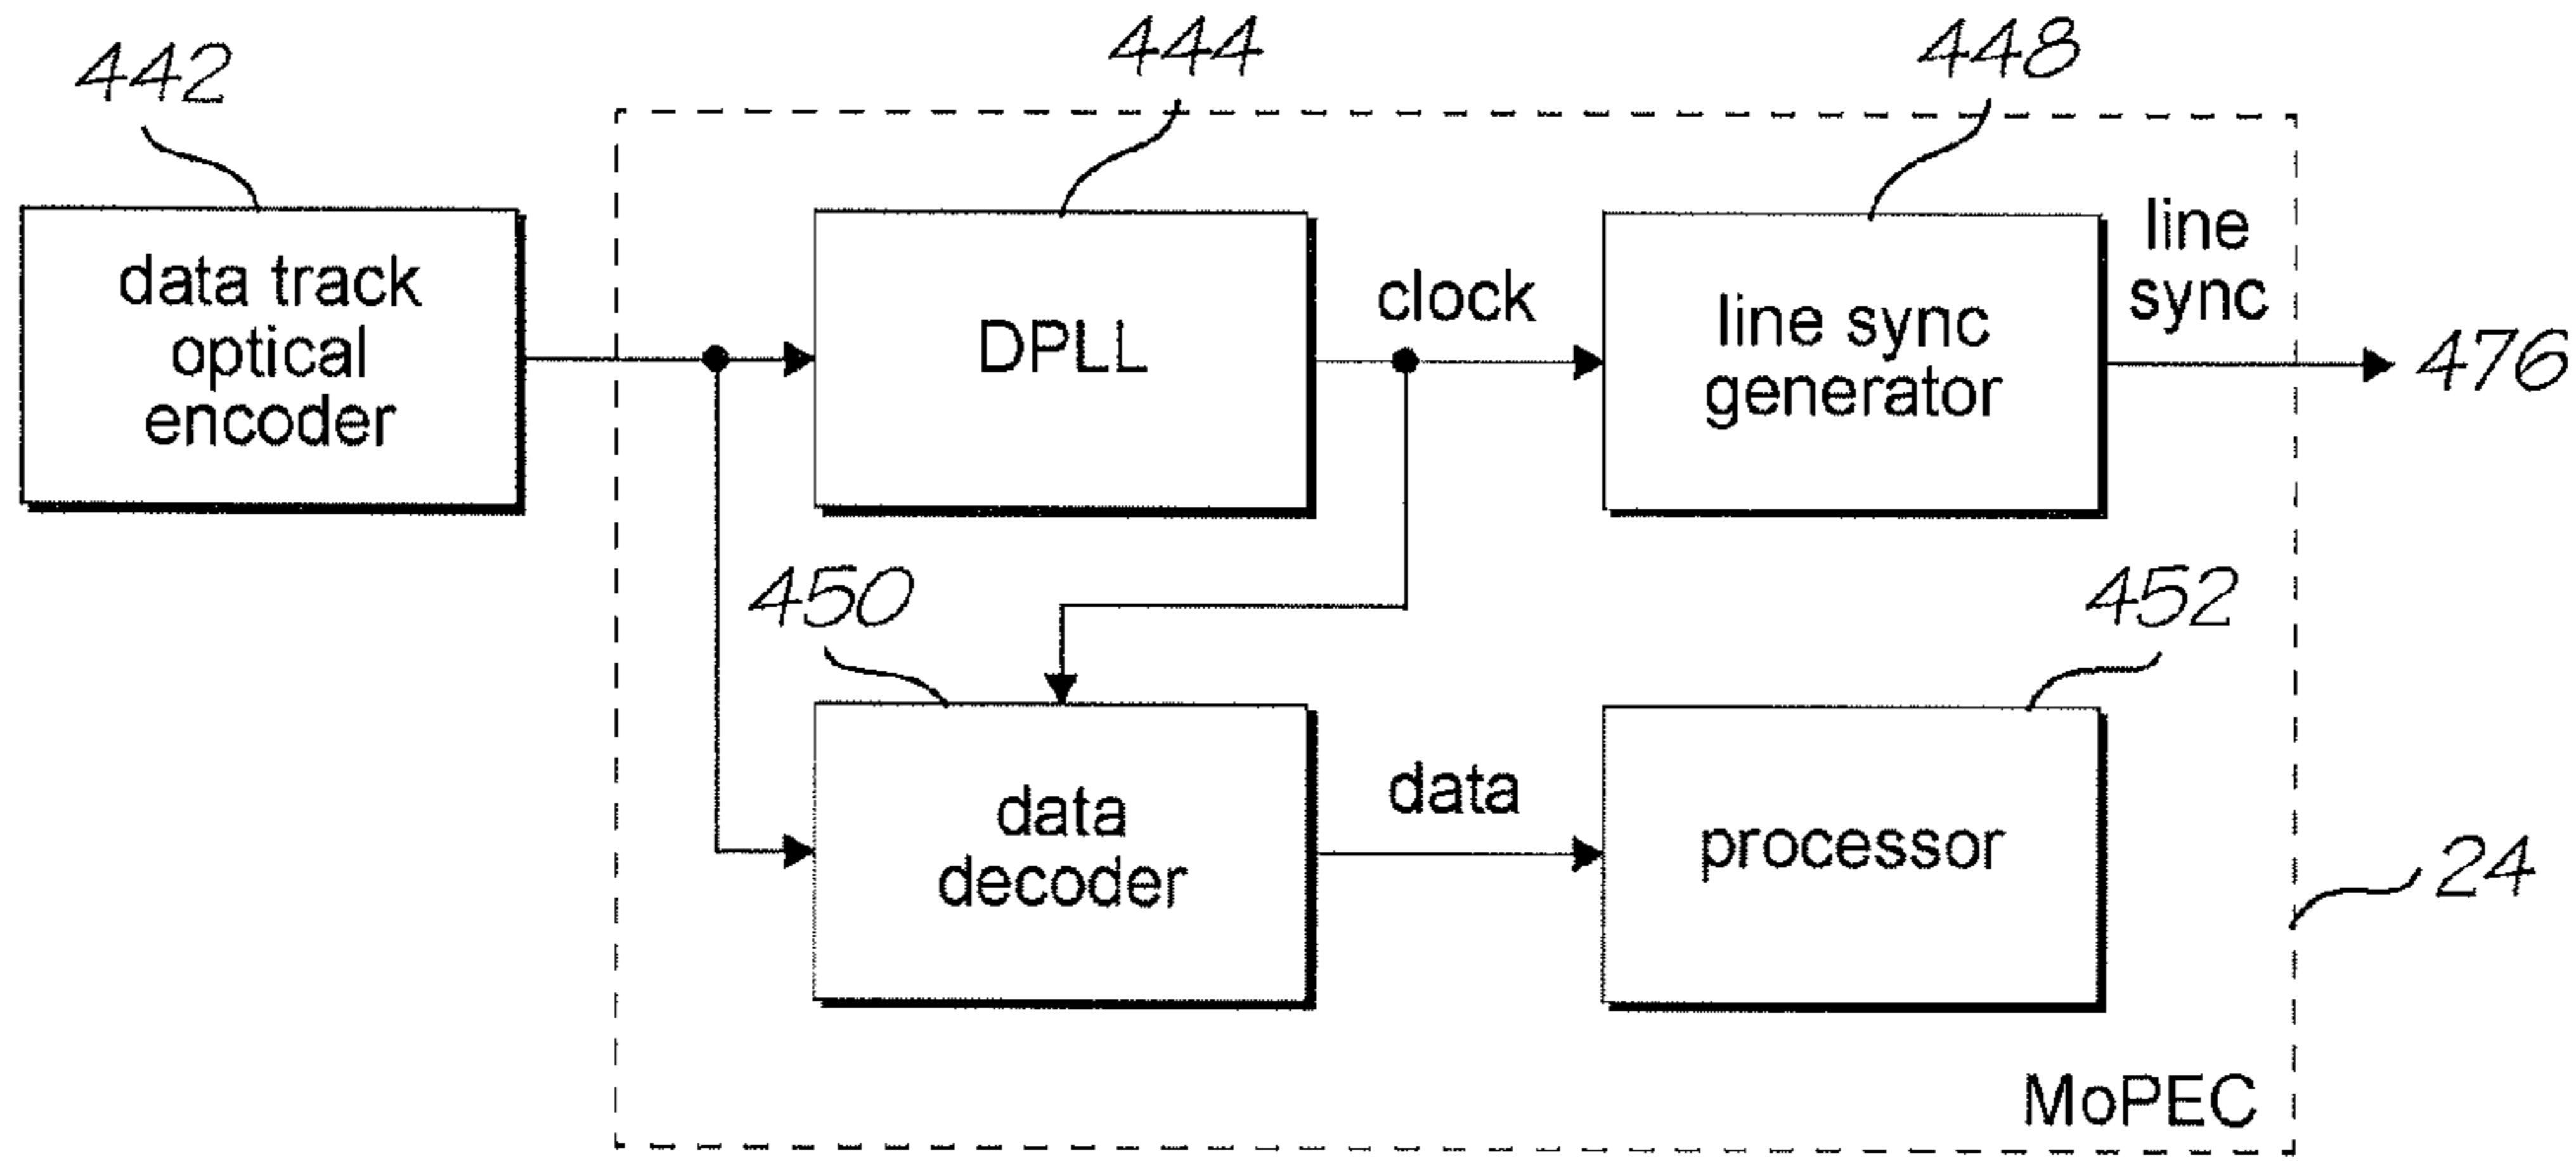 442
444
448
data track
optical
encoder
DPLL
clock
line sync
generator
line
sync
476
450
452
data
decoder
data
processor
24
MoPEC